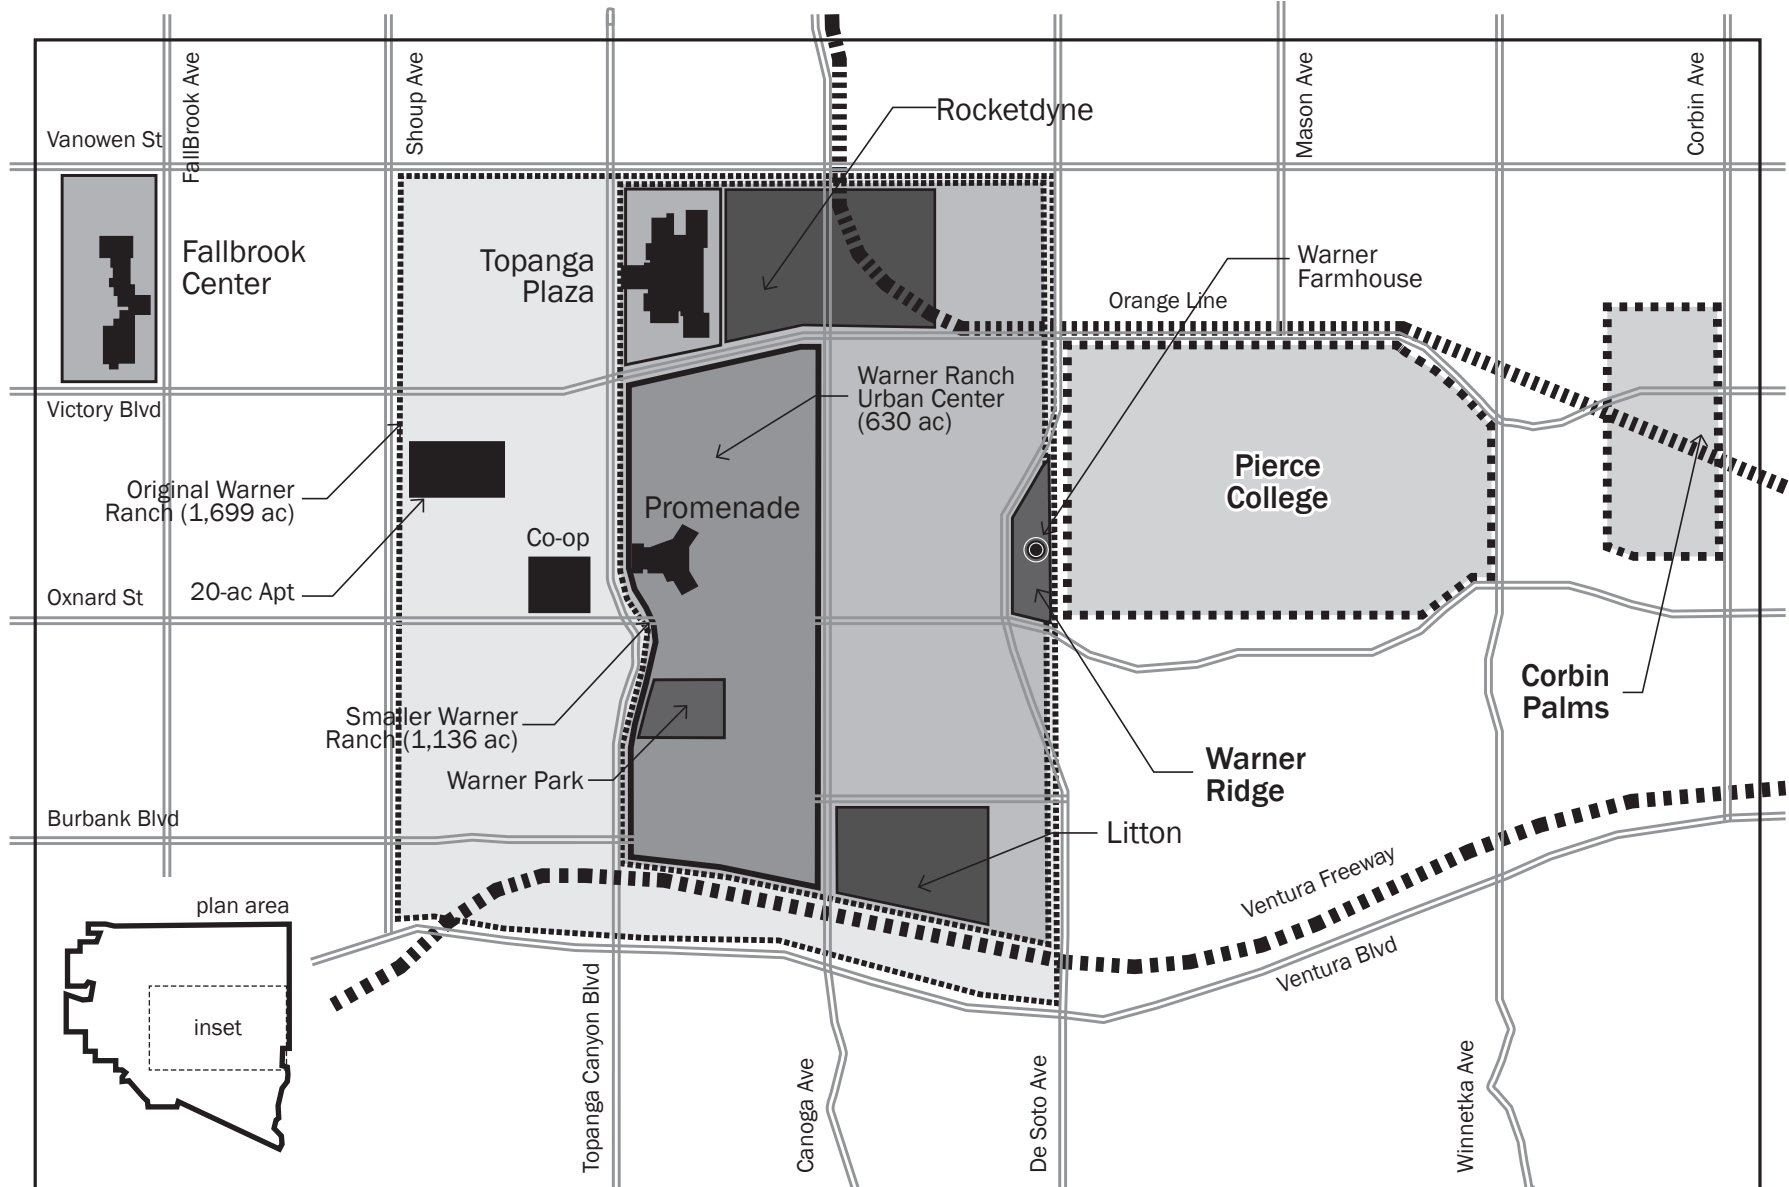 FallBrook Ave
Shoup Ave
Mason Ave
Corbin Ave
Vanowen St
Rocketdyne
Fallbrook
Center
Topanga
Plaza
Warner
Farmhouse
Orange Line
Victory Blvd
Warner Ranch
Urban Center
(630 ac)
Pierce
College
Original Warner
Ranch (1,699 ac)
Promenade
Co-op
20-ac Apt
Oxnard St
Corbin
Palms
Smaller Warner
Ranch (1,136 ac)
Warner Park
Warner
Ridge
Burbank Blvd
Litton
Ventura Freeway
Ventura Blvd
plan area
inset
Topanga Canyon Blvd
Canoga Ave
De Soto Ave
Winnetka Ave